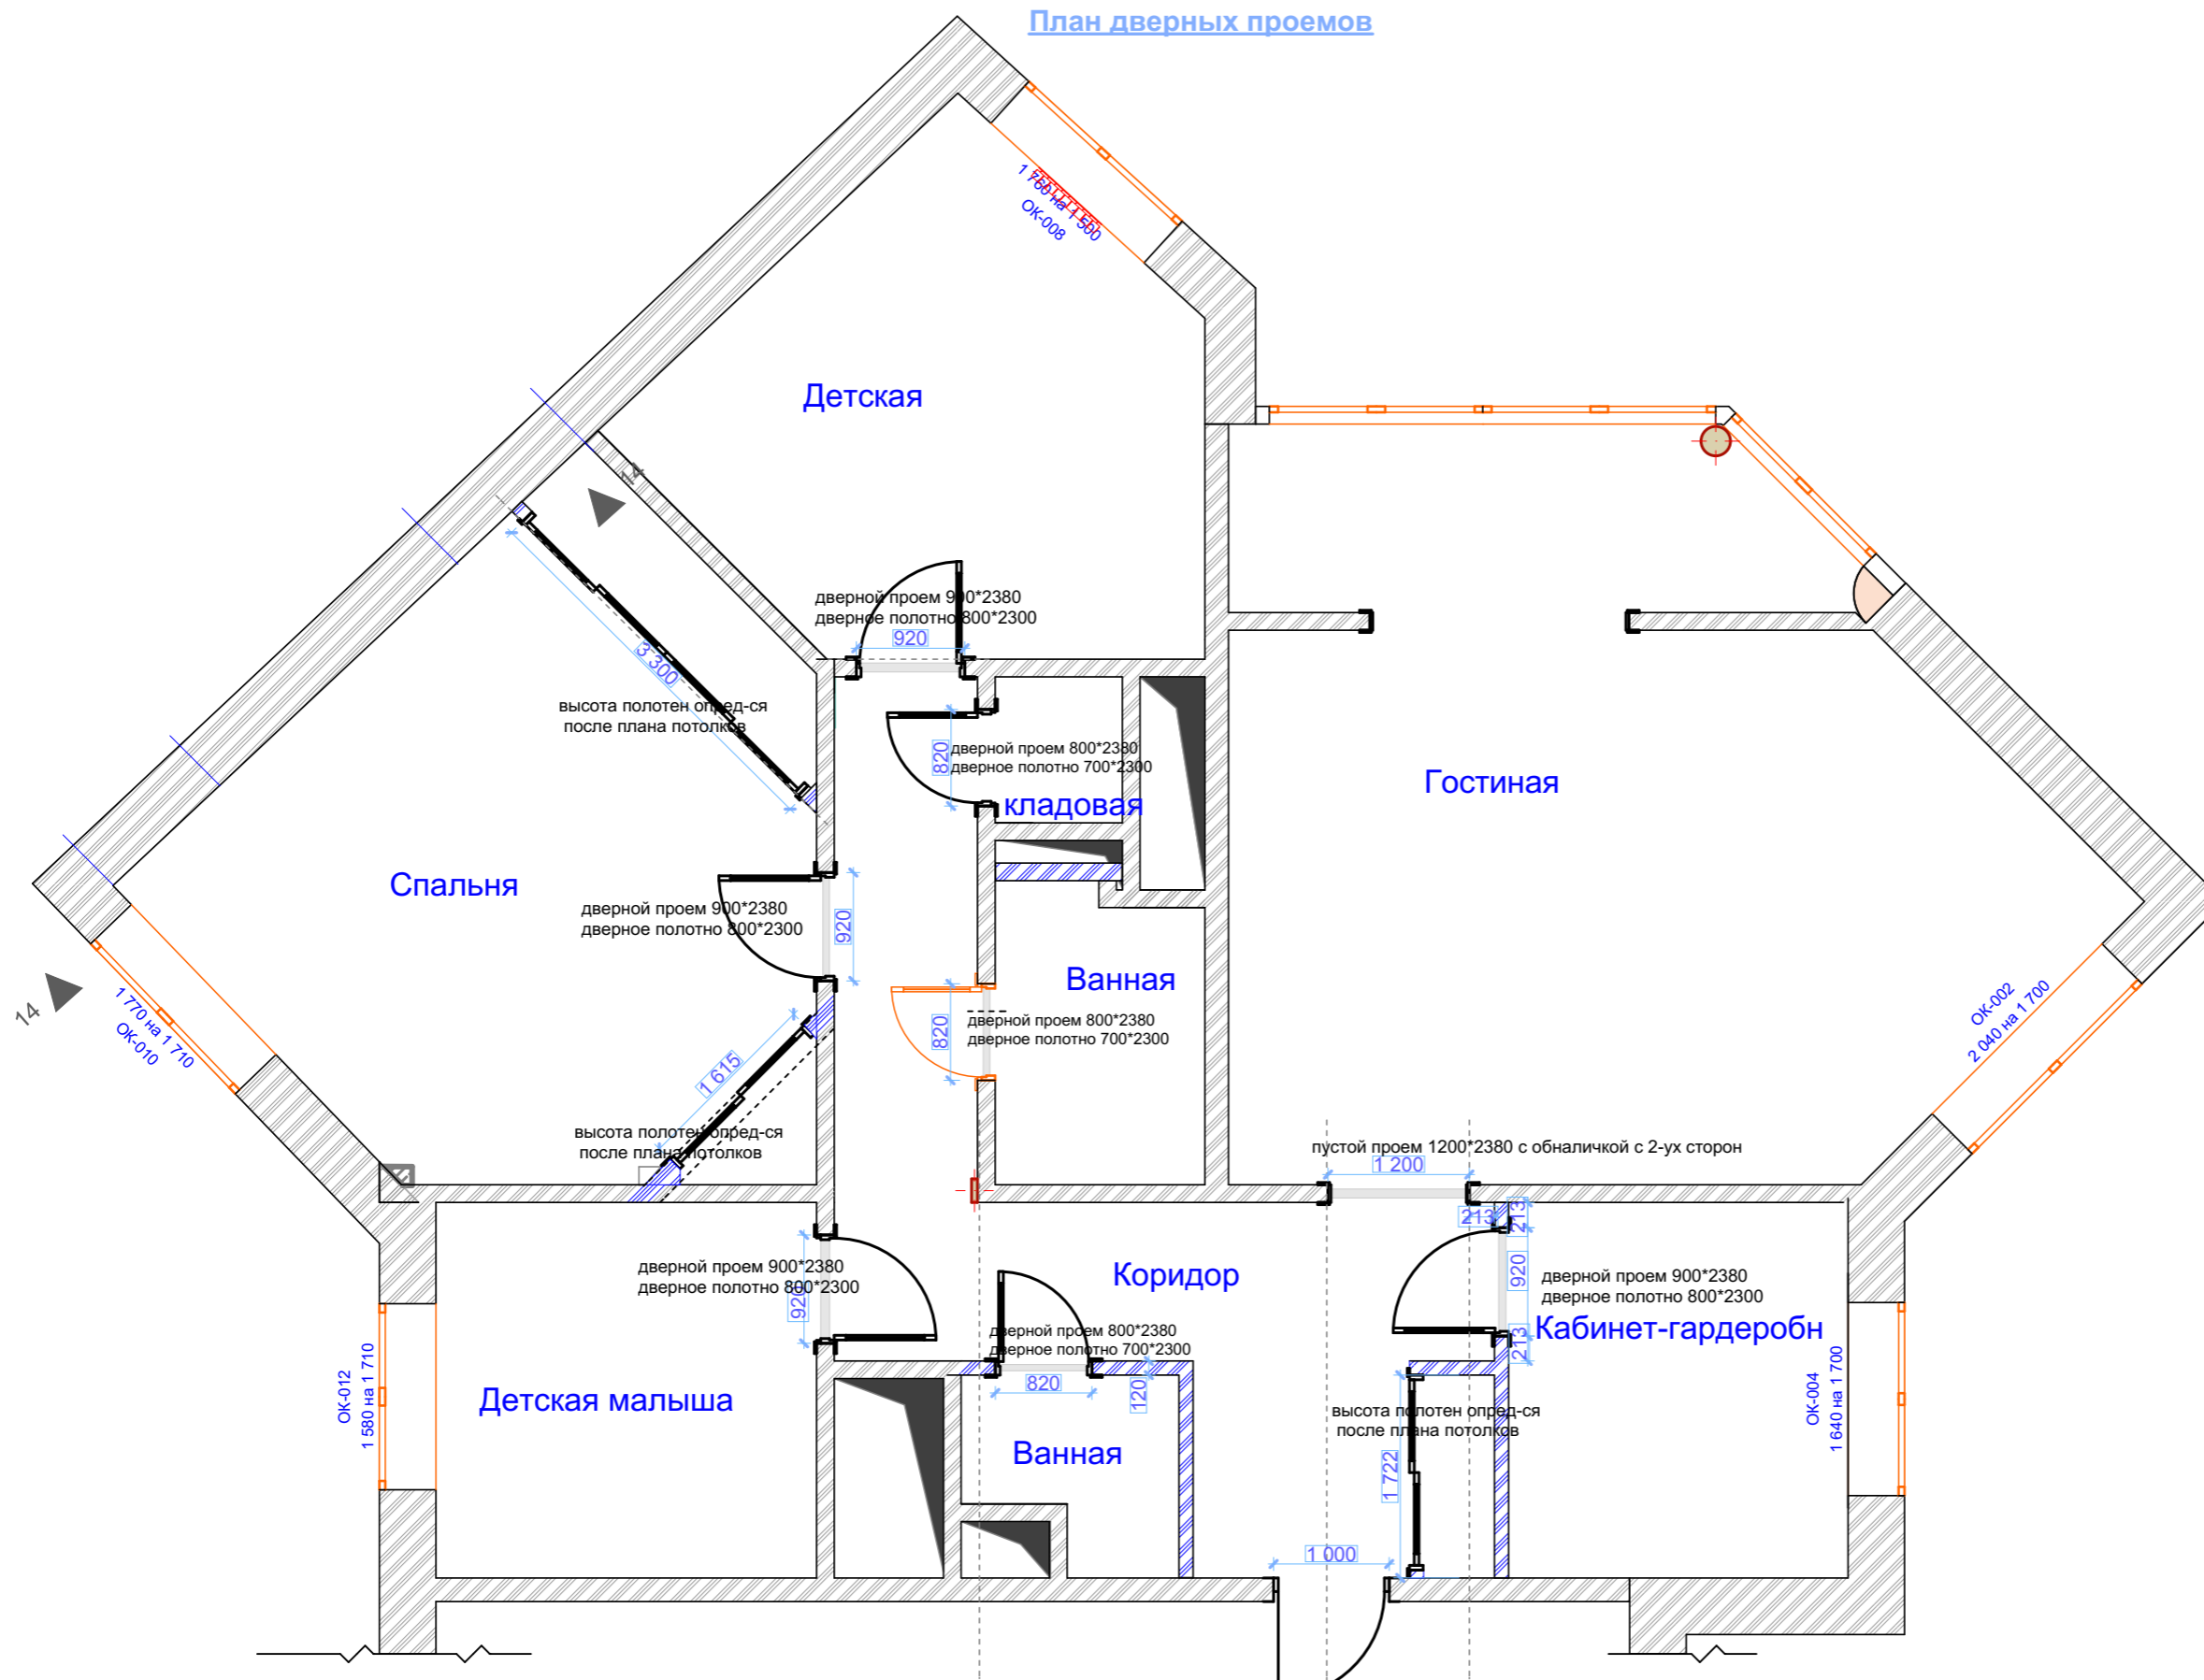 План дверных проемов
1 760 на 1 500
ОК-008
Детская
14
дверной проем 900*2380
дверное полотно 800*2300
920
3 300
высота полотен опред-ся
после плана потолков
820
дверной проем 800*2380
дверное полотно 700*2300
кладовая
Гостиная
Спальня
дверной проем 900*2380
дверное полотно 800*2300
920
Ванная
14
1 770 на 1 710
ОК-010
820
дверной проем 800*2380
дверное полотно 700*2300
ОК-002
2 040 на 1 700
1 615
высота полотен опред-ся
после плана потолков
пустой проем 1200*2380 с обналичкой с 2-ух сторон
1 200
213
213
дверной проем 900*2380
дверное полотно 800*2300
920
Коридор
920
дверной проем 900*2380
дверное полотно 800*2300
Кабинет-гардеробн
213
дверной проем 800*2380
дверное полотно 700*2300
820
120
ОК-012
1 580 на 1 710
Детская малыша
Ванная
высота полотен опред-ся
после плана потолков
1 722
ОК-004
1 640 на 1 700
1 000